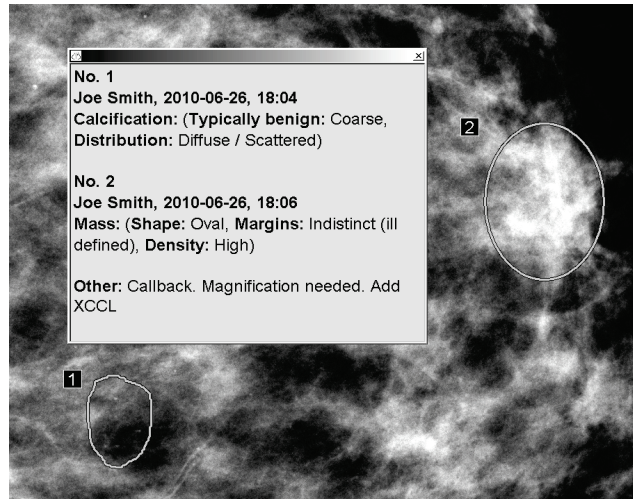 No. 1
Joe Smith, 2010-06-26, 18:04
Calcification: (Typically benign: Coarse,
Distribution: Diffuse / Scattered)
No. 2
Joe Smith, 2010-06-26, 18:06
Mass: (Shape: Oval, Margins: Indistinct (ill
defined), Density: High)
Other: Callback. Magnification needed. Add
XCCL
2
1